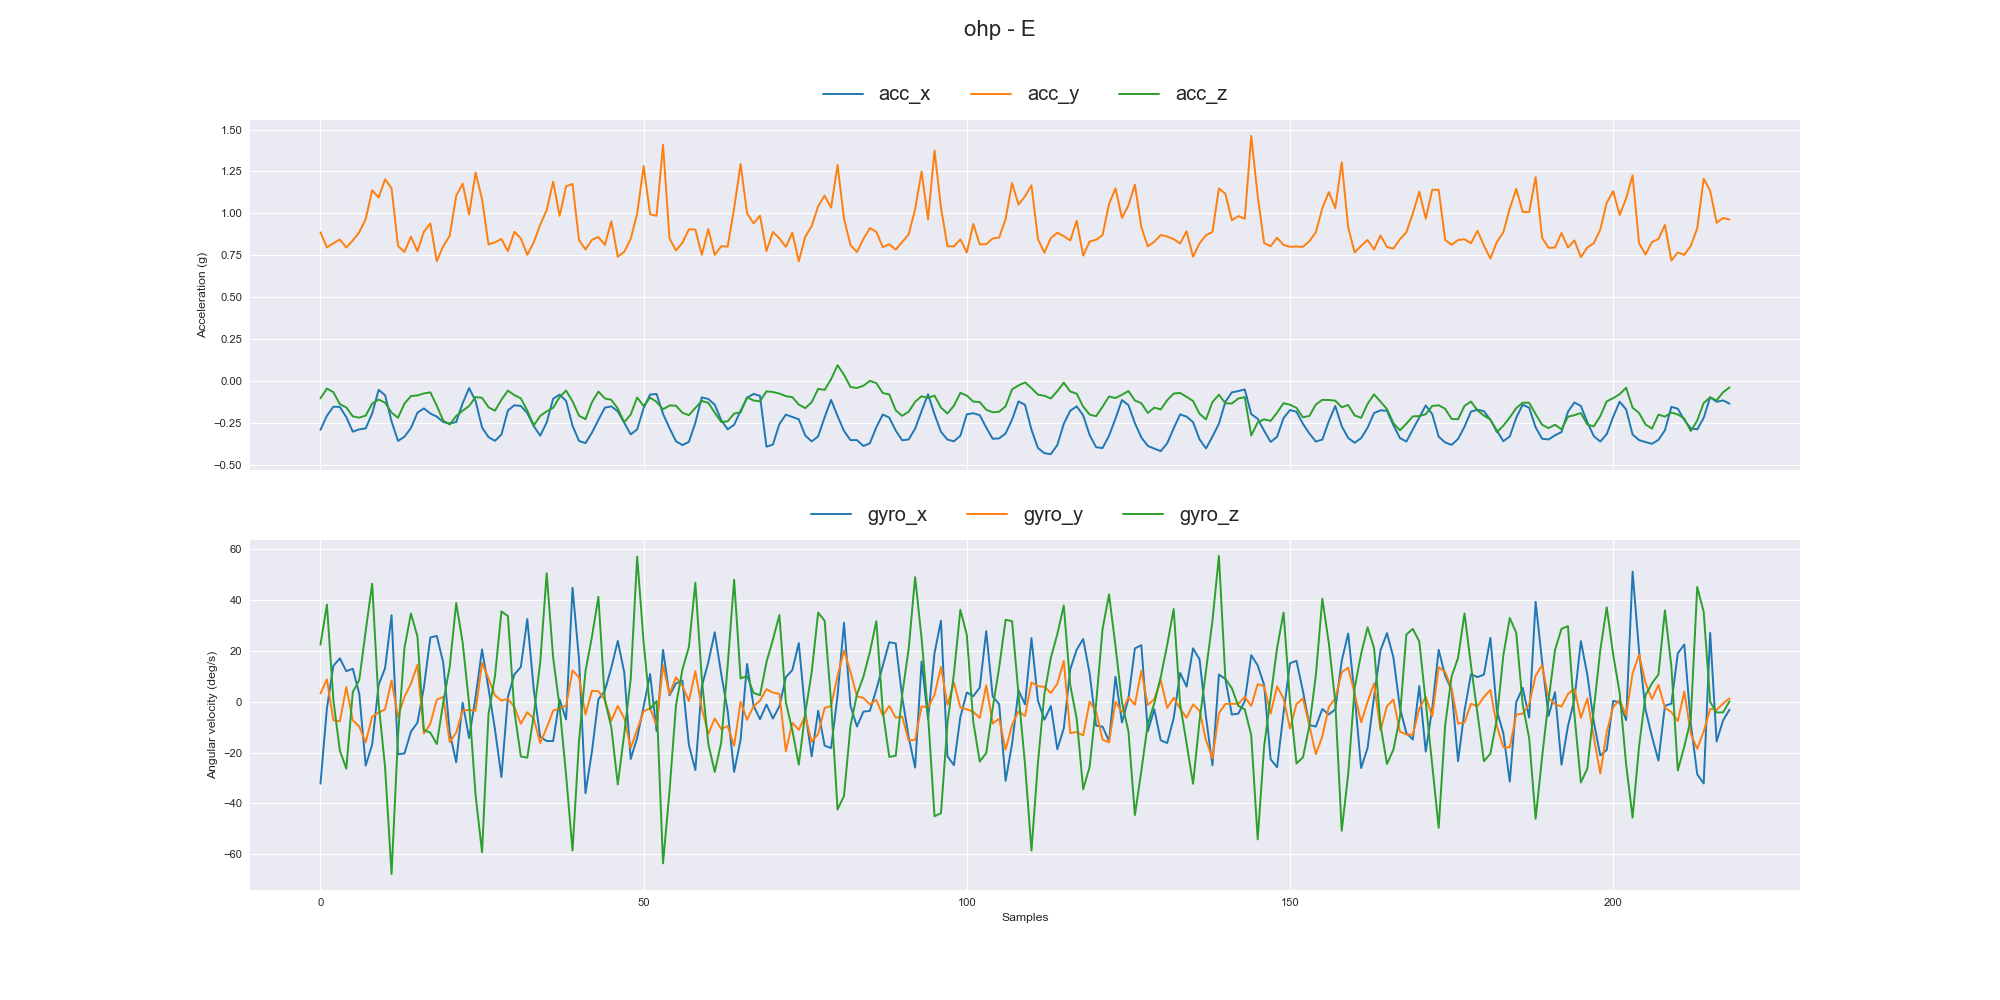 ohp - E
acc_x acc_y acc_z
1.50
1.25
1.00
0.75
0.50
0.25
0.00
−0.25
−0.50
Acceleration (g)
gyro_x gyro_y gyro_z
60
40
20
0
−20
−40
−60
Angular velocity (deg/s)
0 50 100 150 200
Samples